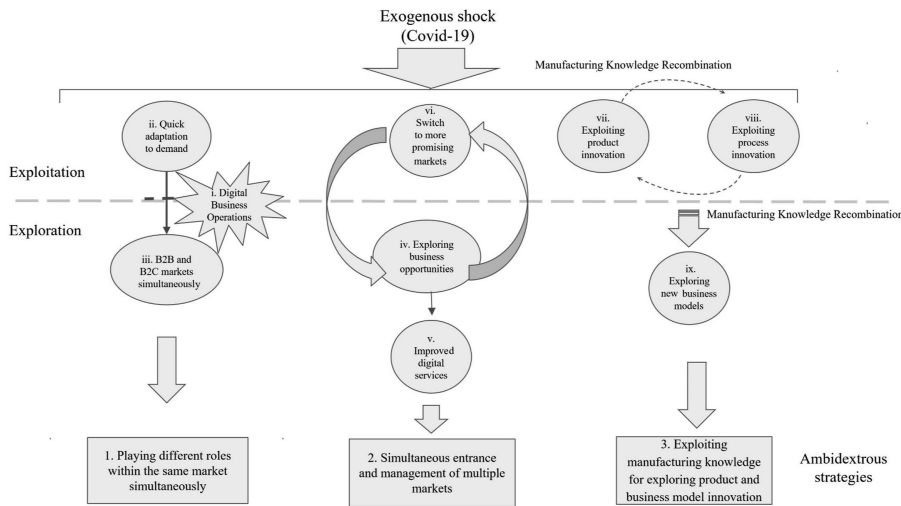 Exogenous shock
(Covid-19)
Manufacturing Knowledge Recombination
ii. Quick
adaptation
to demand
vi.
Switch
to more
promising
markets
vii.
Exploiting
product
innovation
viii.
Exploiting
process
innovation
Exploitation
i. Digital
Business
Operations
Exploration
Manufacturing Knowledge Recombination
iii. B2B and
B2C markets
simultaneously
iv. Exploring
business
opportunities
ix.
Exploring
new business
models
v.
Improved
digital
services
1. Playing different roles
within the same market
simultaneously
2. Simultaneous entrance
and management of multiple
markets
3. Exploiting
manufacturing knowledge
for exploring product and
business model innovation
Ambidextrous
strategies